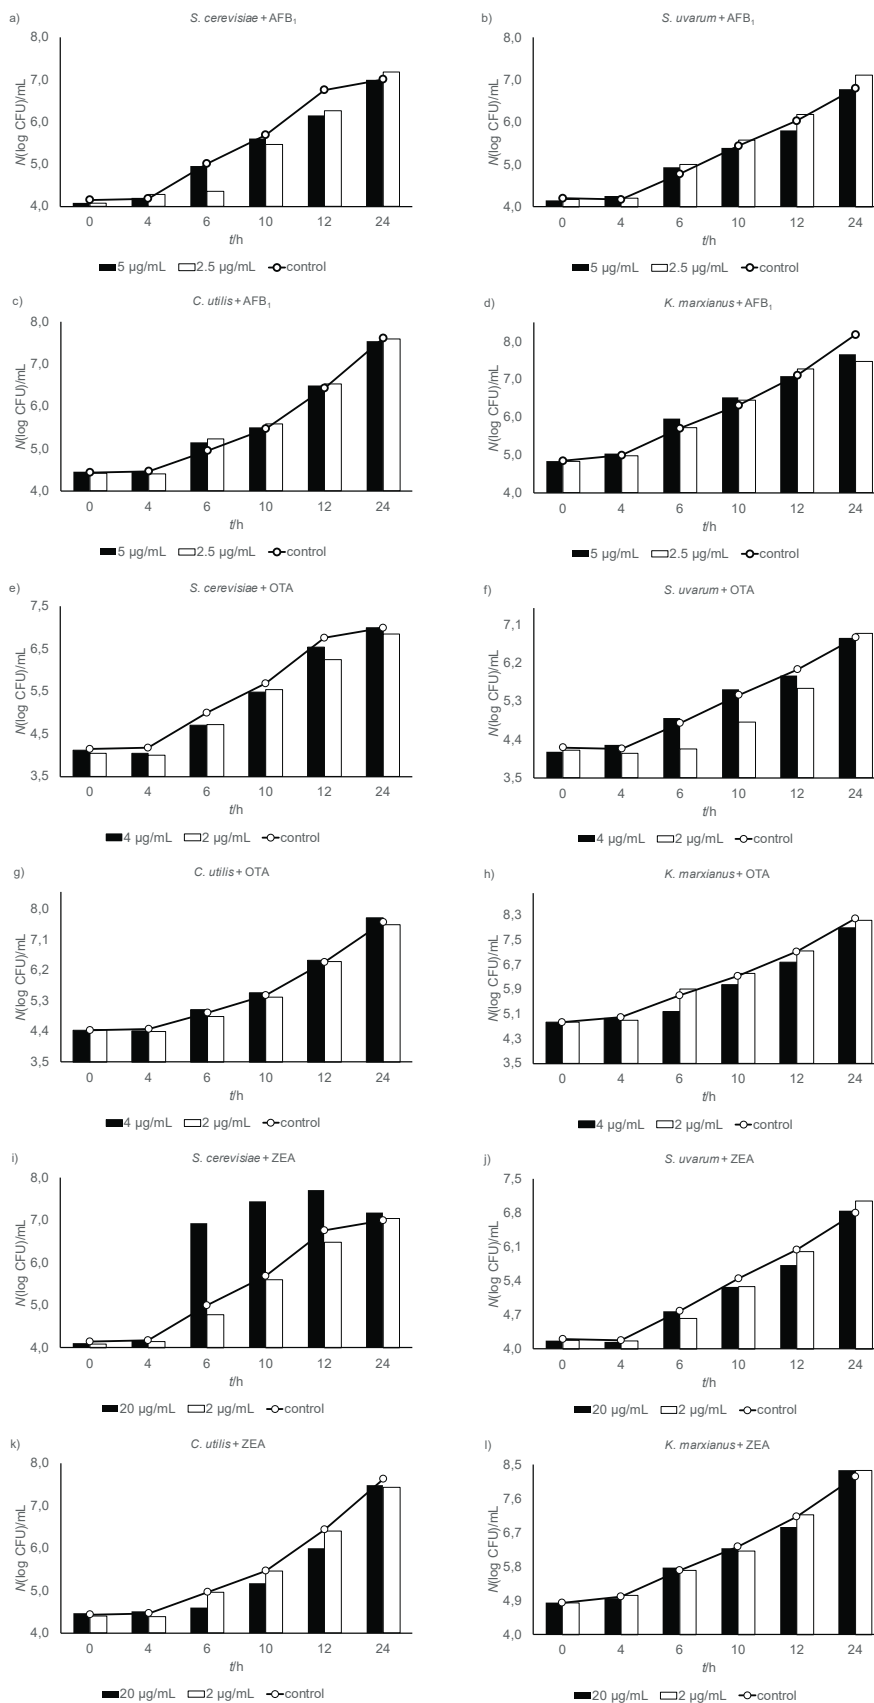 a) S. cerevisiae + AFB₁
N(log CFU)/mL
8,0
7,0
6,0
5,0
4,0
0 4 6 10 12 24
t/h
5 µg/mL 2.5 µg/mL control
b) S. uvarum + AFB₁
N(log CFU)/mL
8,0
7,0
6,0
5,0
4,0
0 4 6 10 12 24
t/h
5 µg/mL 2.5 µg/mL control
c) C. utilis + AFB₁
N(log CFU)/mL
8,0
7,0
6,0
5,0
4,0
0 4 6 10 12 24
t/h
5 µg/mL 2.5 µg/mL control
d) K. marxianus + AFB₁
N(log CFU)/mL
8,0
7,0
6,0
5,0
4,0
0 4 6 10 12 24
t/h
5 µg/mL 2.5 µg/mL control
e) S. cerevisiae + OTA
N(log CFU)/mL
7,5
6,5
5,5
4,5
3,5
0 4 6 10 12 24
t/h
4 µg/mL 2 µg/mL control
f) S. uvarum + OTA
N(log CFU)/mL
7,1
6,2
5,3
4,4
3,5
0 4 6 10 12 24
t/h
4 µg/mL 2 µg/mL control
g) C. utilis + OTA
N(log CFU)/mL
8,0
7,1
6,2
5,3
4,4
3,5
0 4 6 10 12 24
t/h
4 µg/mL 2 µg/mL control
h) K. marxianus + OTA
N(log CFU)/mL
8,3
7,5
6,7
5,9
5,1
4,3
3,5
0 4 6 10 12 24
t/h
4 µg/mL 2 µg/mL control
i) S. cerevisiae + ZEA
N(log CFU)/mL
8,0
7,0
6,0
5,0
4,0
0 4 6 10 12 24
t/h
20 µg/mL 2 µg/mL control
j) S. uvarum + ZEA
N(log CFU)/mL
7,5
6,8
6,1
5,4
4,7
4,0
0 4 6 10 12 24
t/h
20 µg/mL 2 µg/mL control
k) C. utilis + ZEA
N(log CFU)/mL
8,0
7,0
6,0
5,0
4,0
0 4 6 10 12 24
t/h
20 µg/mL 2 µg/mL control
l) K. marxianus + ZEA
N(log CFU)/mL
8,5
7,6
6,7
5,8
4,9
4,0
0 4 6 10 12 24
t/h
20 µg/mL 2 µg/mL control